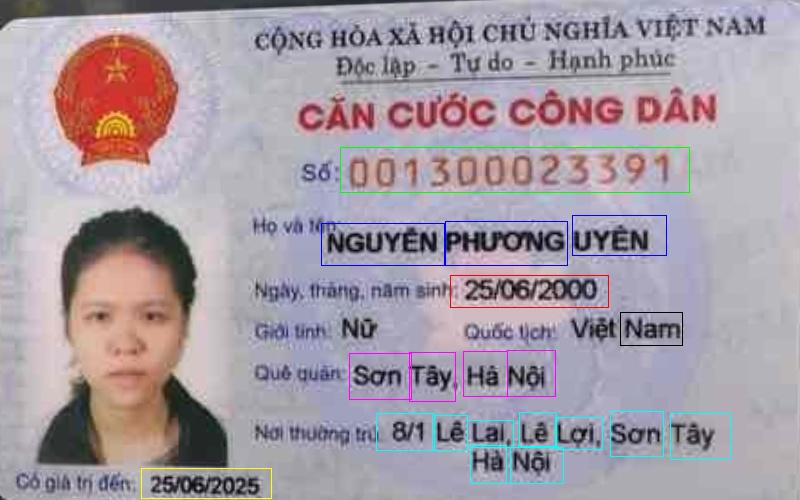 CỘNG HÒA XÃ HỘI CHỦ NGHĨA VIỆT NAM
Độc lập - Tự do - Hạnh phúc
CĂN CƯỚC CÔNG DÂN
Số: 001300023391
Họ và tên:
NGUYỄN PHƯƠNG UYÊN
Ngày, tháng, năm sinh: 25/06/2000
Giới tính: Nữ Quốc tịch: Việt Nam
Quê quán: Sơn Tây, Hà Nội
Nơi thường trú: 8/1 Lê Lai, Lê Lợi, Sơn Tây
Hà Nội
Có giá trị đến: 25/06/2025